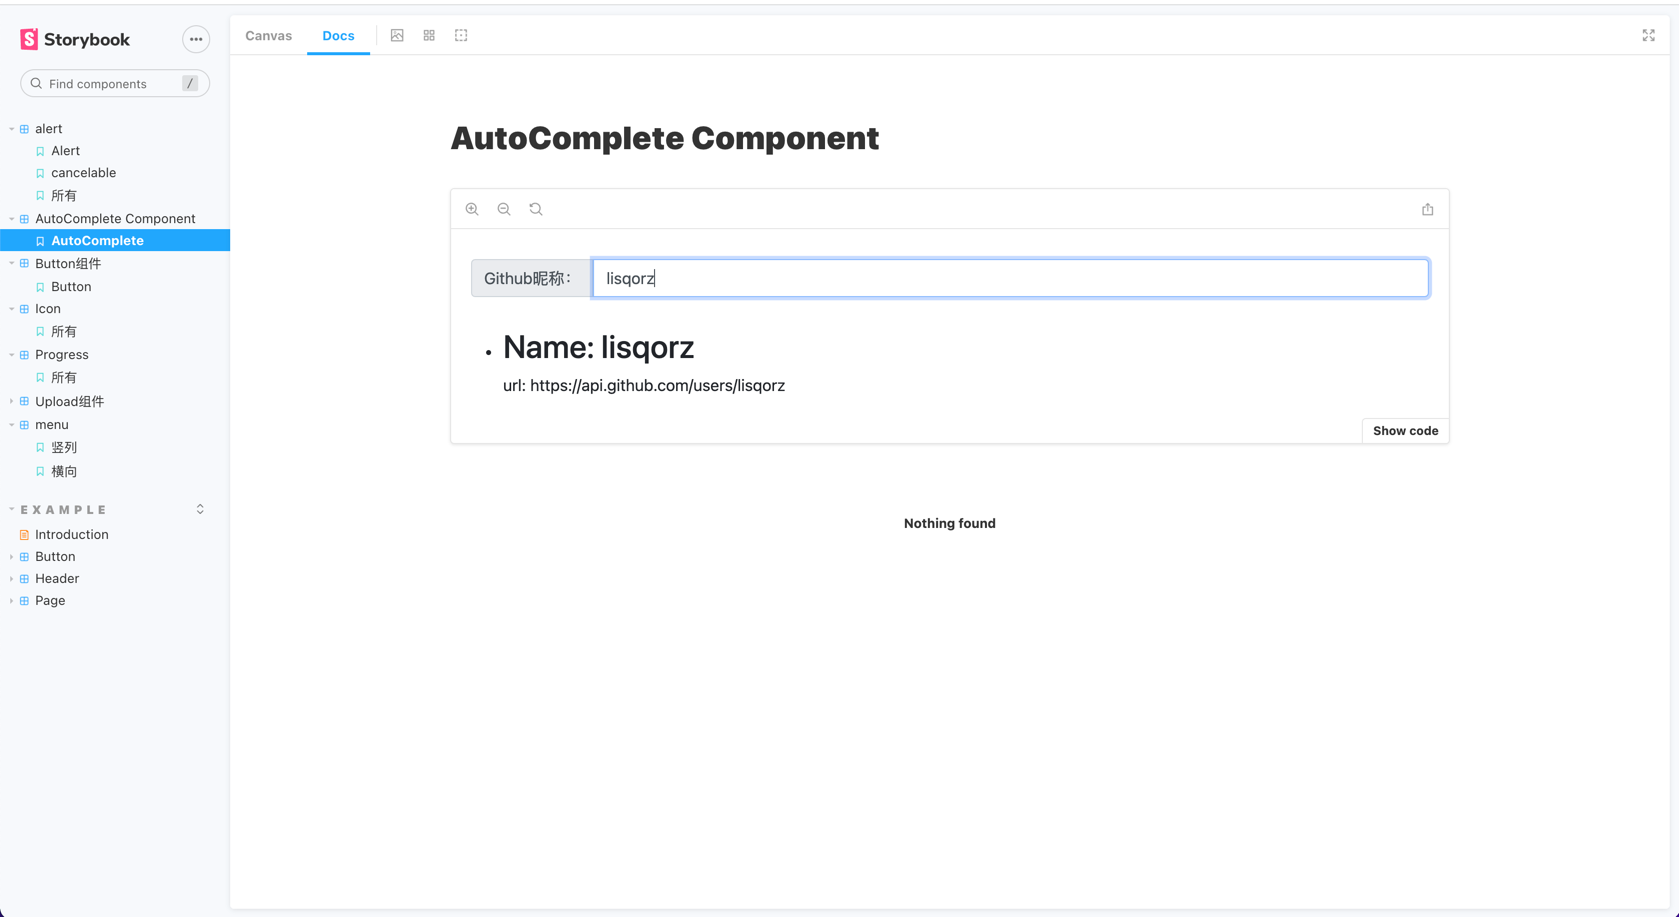 Storybook
Find components /
alert
Alert
cancelable
所有
AutoComplete Component
AutoComplete
Button组件
Button
Icon
所有
Progress
所有
Upload组件
menu
竖列
横向
EXAMPLE
Introduction
Button
Header
Page
Canvas Docs
AutoComplete Component
Github昵称： lisqorz
• Name: lisqorz
url: https://api.github.com/users/lisqorz
Show code
Nothing found